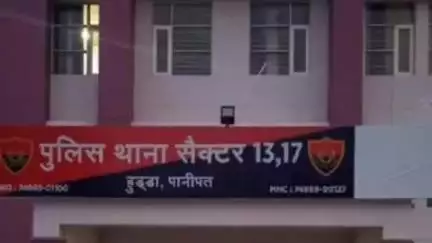 पुलिस थाना सैक्टर 13,17
हुड्डा, पानीपत